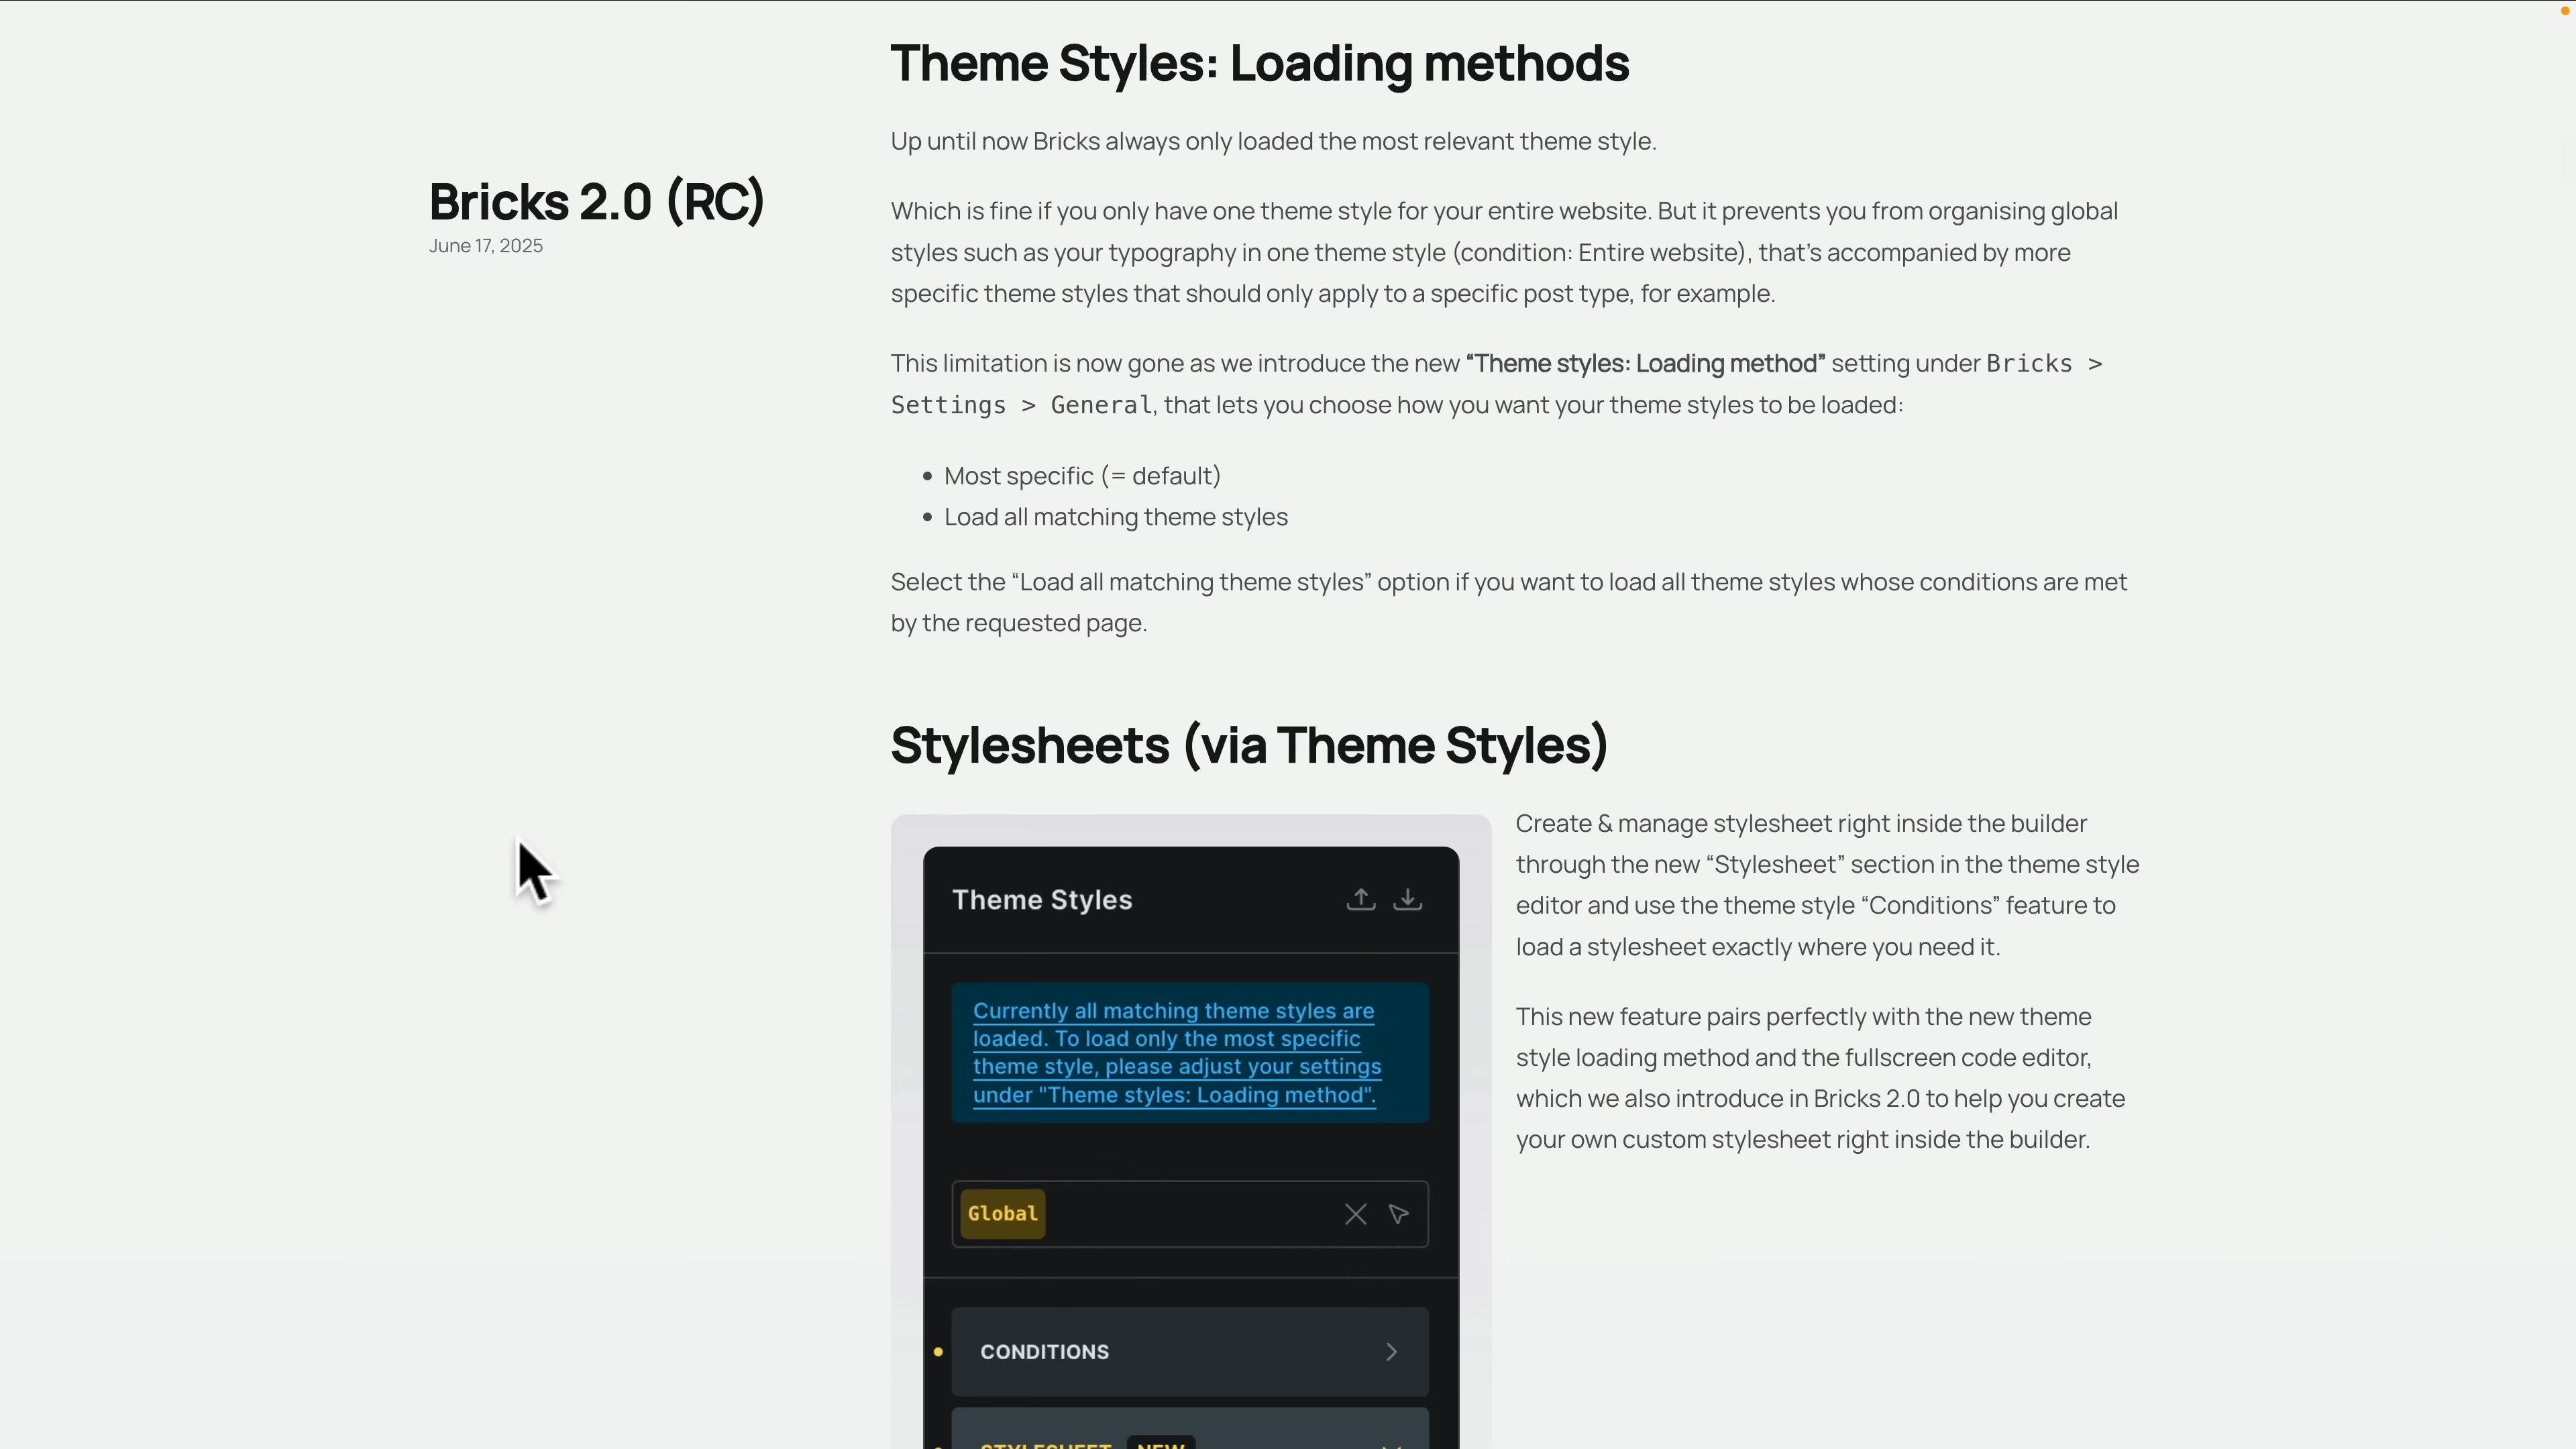 Theme Styles: Loading methods
Up until now Bricks always only loaded the most relevant theme style.
Bricks 2.0 (RC)
June 17, 2025
Which is fine if you only have one theme style for your entire website. But it prevents you from organising global
styles such as your typography in one theme style (condition: Entire website), that’s accompanied by more
specific theme styles that should only apply to a specific post type, for example.
This limitation is now gone as we introduce the new “Theme styles: Loading method” setting under Bricks >
Settings > General, that lets you choose how you want your theme styles to be loaded:
• Most specific (= default)
• Load all matching theme styles
Select the “Load all matching theme styles” option if you want to load all theme styles whose conditions are met
by the requested page.
Stylesheets (via Theme Styles)
Theme Styles
Currently all matching theme styles are
loaded. To load only the most specific
theme style, please adjust your settings
under "Theme styles: Loading method".
Global
CONDITIONS
STYLESHEET NEW
Create & manage stylesheet right inside the builder
through the new “Stylesheet” section in the theme style
editor and use the theme style “Conditions” feature to
load a stylesheet exactly where you need it.
This new feature pairs perfectly with the new theme
style loading method and the fullscreen code editor,
which we also introduce in Bricks 2.0 to help you create
your own custom stylesheet right inside the builder.